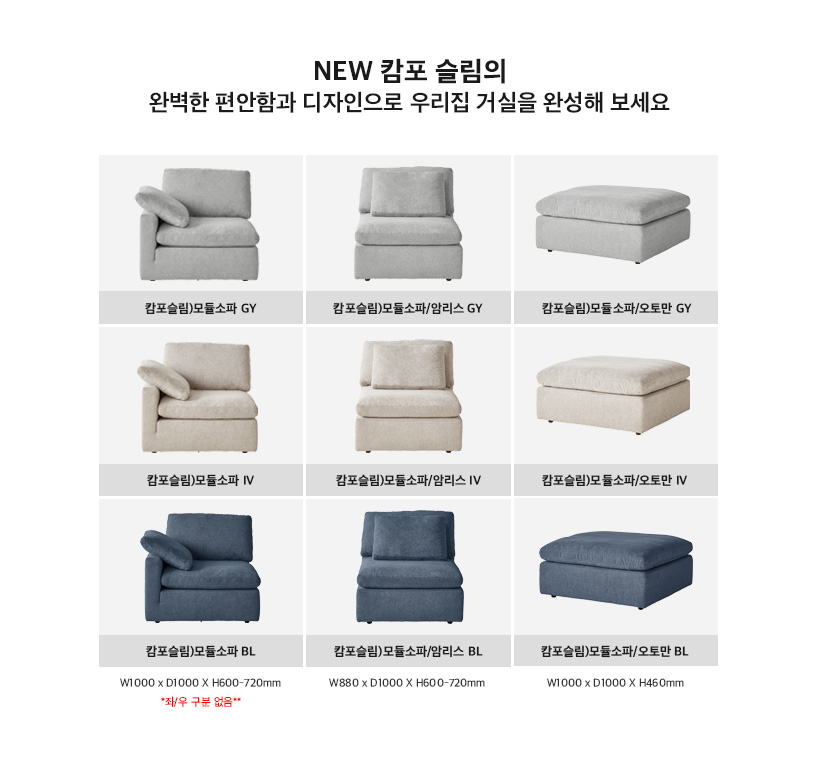 NEW 캄포 슬림의
완벽한 편안함과 디자인으로 우리집 거실을 완성해 보세요
캄포슬림)모듈소파 GY
캄포슬림)모듈소파/암리스 GY
캄포슬림)모듈소파/오토만 GY
캄포슬림)모듈소파 IV
캄포슬림)모듈소파/암리스 IV
캄포슬림)모듈소파/오토만 IV
캄포슬림)모듈소파 BL
캄포슬림)모듈소파/암리스 BL
캄포슬림)모듈소파/오토만 BL
W1000 x D1000 X H600-720mm
W880 x D1000 X H600-720mm
W1000 x D1000 X H460mm
*좌/우 구분 없음**